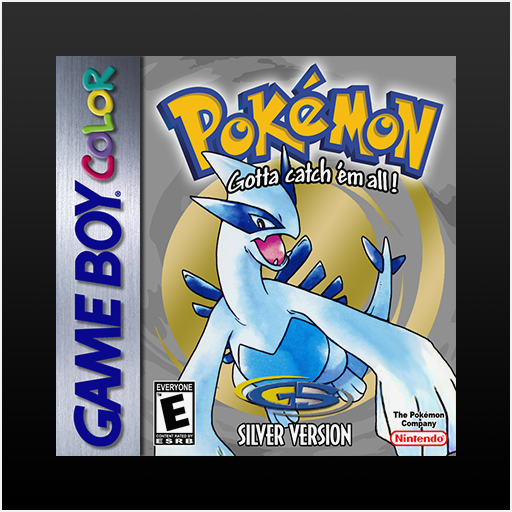 GAME BOY COLOR
POKéMON
Gotta catch 'em all!
EVERYONE
E
CONTENT RATED BY
ESRB
GS
SILVER VERSION
The Pokémon
Company
Nintendo